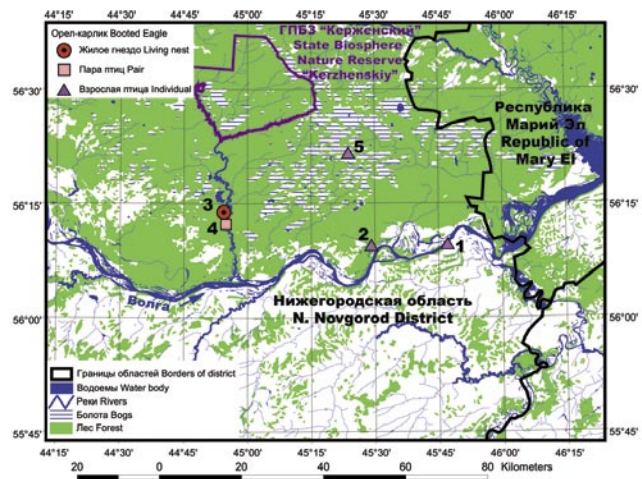 44°15' 44°30' 44°45' 45°00' 45°15' 45°30' 45°45' 46°00' 46°15'
Орел-карлик Booted Eagle
Жилое гнездо Living nest
Пара птиц Pair
Взрослая птица Individual
ГПБЗ “Керженский”
State Biosphere
Nature Reserve
“Kerzhenskiy”
56°30' 56°30'
Республика
Марий Эл
Republic of
Mary El
5
56°15' 56°15'
3
4
2
1
Волга
Нижегородская область
N. Novgorod District
56°00' 56°00'
Границы областей Borders of district
Водоемы Water body
Реки Rivers
Болота Bogs
Лес Forest
55°45' 55°45'
44°15' 44°30' 44°45' 45°00' 45°15' 45°30' 45°45' 46°00' 46°15'
20 0 20 40 60 80 Kilometers